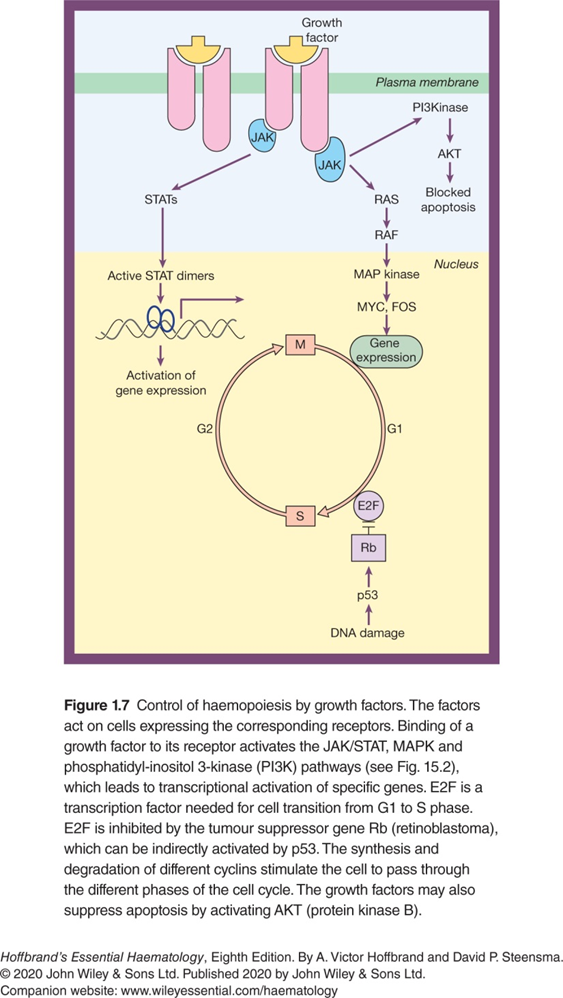 Growth
factor
Plasma membrane
PI3Kinase
JAK
JAK
AKT
Blocked
apoptosis
STATs
RAS
RAF
Nucleus
Active STAT dimers
MAP kinase
MYC, FOS
Gene
expression
M
Activation of
gene expression
G2
G1
S
E2F
Rb
p53
DNA damage
Figure 1.7 Control of haemopoiesis by growth factors. The factors
act on cells expressing the corresponding receptors. Binding of a
growth factor to its receptor activates the JAK/STAT, MAPK and
phosphatidyl-inositol 3-kinase (PI3K) pathways (see Fig. 15.2),
which leads to transcriptional activation of specific genes. E2F is a
transcription factor needed for cell transition from G1 to S phase.
E2F is inhibited by the tumour suppressor gene Rb (retinoblastoma),
which can be indirectly activated by p53. The synthesis and
degradation of different cyclins stimulate the cell to pass through
the different phases of the cell cycle. The growth factors may also
suppress apoptosis by activating AKT (protein kinase B).
Hoffbrand's Essential Haematology, Eighth Edition. By A. Victor Hoffbrand and David P. Steensma.
© 2020 John Wiley & Sons Ltd. Published 2020 by John Wiley & Sons Ltd.
Companion website: www.wileyessential.com/haematology